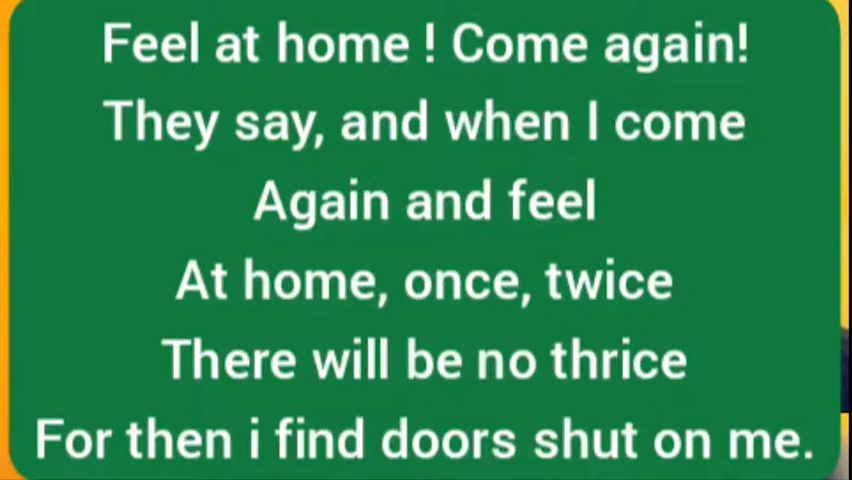 Feel at home ! Come again!
They say, and when I come
Again and feel
At home, once, twice
There will be no thrice
For then i find doors shut on me.